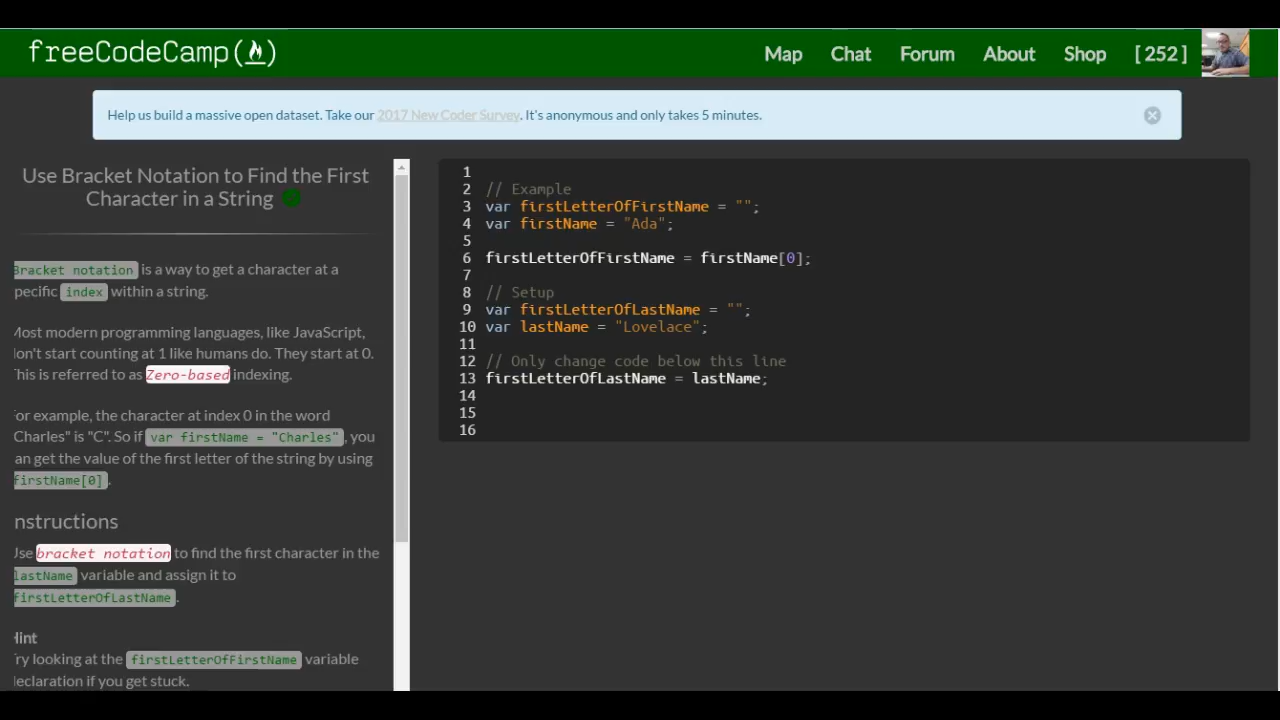 freeCodeCamp(🔥)
Map Chat Forum About Shop [ 252 ]
Help us build a massive open dataset. Take our 2017 New Coder Survey. It's anonymous and only takes 5 minutes.
Use Bracket Notation to Find the First
Character in a String
Bracket notation is a way to get a character at a
pecific index within a string.
Most modern programming languages, like JavaScript,
don't start counting at 1 like humans do. They start at 0.
This is referred to as Zero-based indexing.
For example, the character at index 0 in the word
"Charles" is "C". So if var firstName = "Charles", you
an get the value of the first letter of the string by using
firstName[0].
nstructions
Use bracket notation to find the first character in the
lastName variable and assign it to
firstLetterOfLastName.
Hint
Try looking at the firstLetterOfFirstName variable
declaration if you get stuck.
1
2 // Example
3 var firstLetterOfFirstName = "";
4 var firstName = "Ada";
5
6 firstLetterOfFirstName = firstName[0];
7
8 // Setup
9 var firstLetterOfLastName = "";
10 var lastName = "Lovelace";
11
12 // Only change code below this line
13 firstLetterOfLastName = lastName;
14
15
16